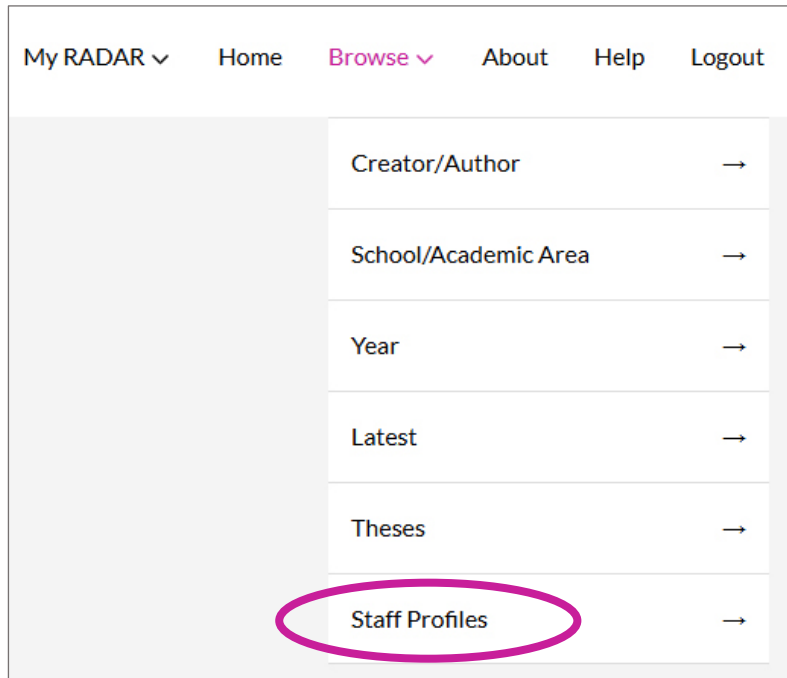 My RADAR Home Browse About Help Logout
Creator/Author →
School/Academic Area →
Year →
Latest →
Theses →
Staff Profiles →